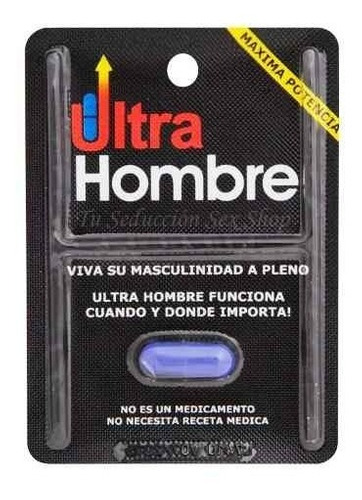 MAXIMA POTENCIA
Ultra
Hombre
Tu Seducción Sex Shop
VIVA SU MASCULINIDAD A PLENO
ULTRA HOMBRE FUNCIONA
CUANDO Y DONDE IMPORTA!
NO ES UN MEDICAMENTO
NO NECESITA RECETA MEDICA